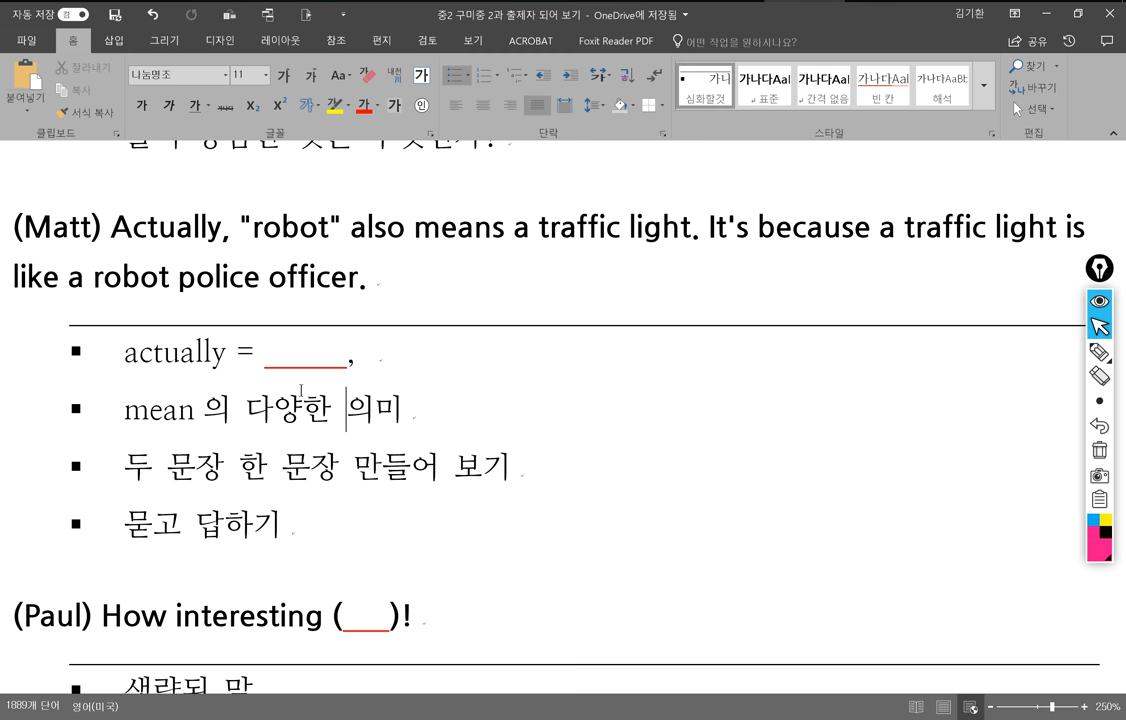 자동 저장 컴 중2 구미중 2과 출제자 되어 보기 - OneDrive에 저장됨 김기환
파일 홈 삽입 그리기 디자인 레이아웃 참조 편지 검토 보기 ACROBAT Foxit Reader PDF 어떤 작업을 원하시나요? 공유
붙여넣기 잘라내기 복사 서식 복사
나눔명조 11
가나 가나다AaI 가나다AaI 가나다AaI 가나다AaBb
심화할것 표준 간격 없음 빈 칸 해석
찾기 바꾸기 선택
클립보드 글꼴 단락 스타일 편집
(Matt) Actually, "robot" also means a traffic light. It's because a traffic light is
like a robot police officer.
▪ actually = ______,
▪ mean 의 다양한 의미
▪ 두 문장 한 문장 만들어 보기
▪ 묻고 답하기
(Paul) How interesting (___)!
▪ 생략된 말
1889개 단어 영어(미국) 250%